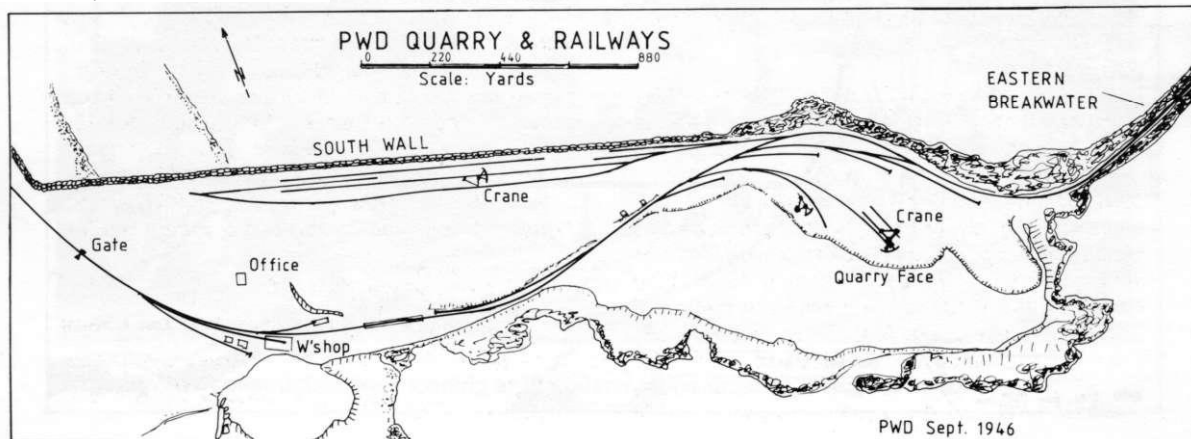 PWD QUARRY & RAILWAYS
0 220 440 880
Scale: Yards
N
EASTERN
BREAKWATER
SOUTH WALL
Crane
Crane
Gate
Office
Quarry Face
W'shop
PWD Sept. 1946